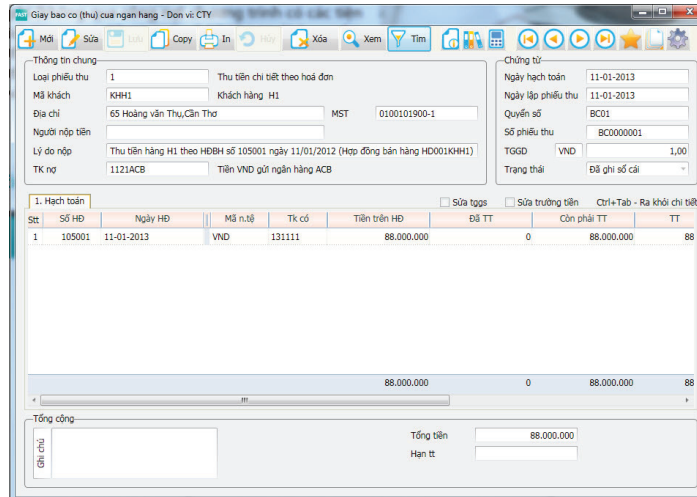 FAST Giay bao co (thu) cua ngan hang - Don vi: CTY
Mới Sửa Lưu Copy In Hủy Xóa Xem Tìm
Thông tin chung
Loại phiếu thu 1 Thu tiền chi tiết theo hoá đơn
Mã khách KHH1 Khách hàng H1
Địa chỉ 65 Hoàng văn Thụ,Cần Thơ MST 0100101900-1
Người nộp tiền
Lý do nộp Thu tiền hàng H1 theo HĐBH số 105001 ngày 11/01/2012 (Hợp đồng bán hàng HD001KHH1)
TK nợ 1121ACB Tiền VND gửi ngân hàng ACB
Chứng từ
Ngày hạch toán 11-01-2013
Ngày lập phiếu thu 11-01-2013
Quyển số BC01
Số phiếu thu BC0000001
TGGD VND 1,00
Trạng thái Đã ghi sổ cái
1. Hạch toán Sửa tggs Sửa trường tiền Ctrl+Tab - Ra khỏi chi tiết
Stt Số HĐ Ngày HĐ Mã n.tệ Tk có Tiền trên HĐ Đã TT Còn phải TT TT
1 105001 11-01-2013 VND 131111 88.000.000 0 88.000.000 88
88.000.000 0 88.000.000 88
Tổng cộng
Ghi chú
Tổng tiền 88.000.000
Hạn tt